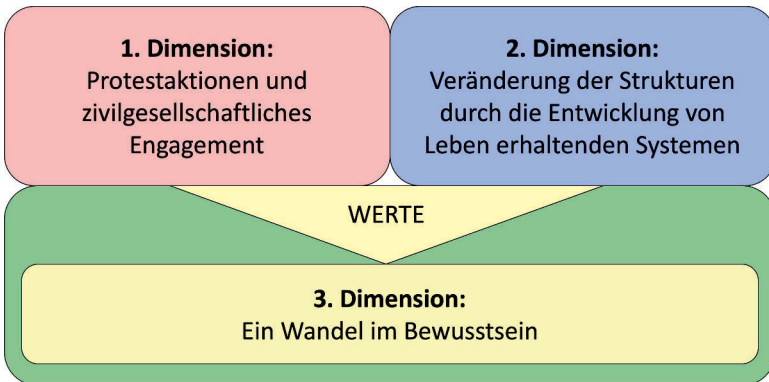 1. Dimension:
Protestaktionen und
zivilgesellschaftliches
Engagement
2. Dimension:
Veränderung der Strukturen
durch die Entwicklung von
Leben erhaltenden Systemen
WERTE
3. Dimension:
Ein Wandel im Bewusstsein